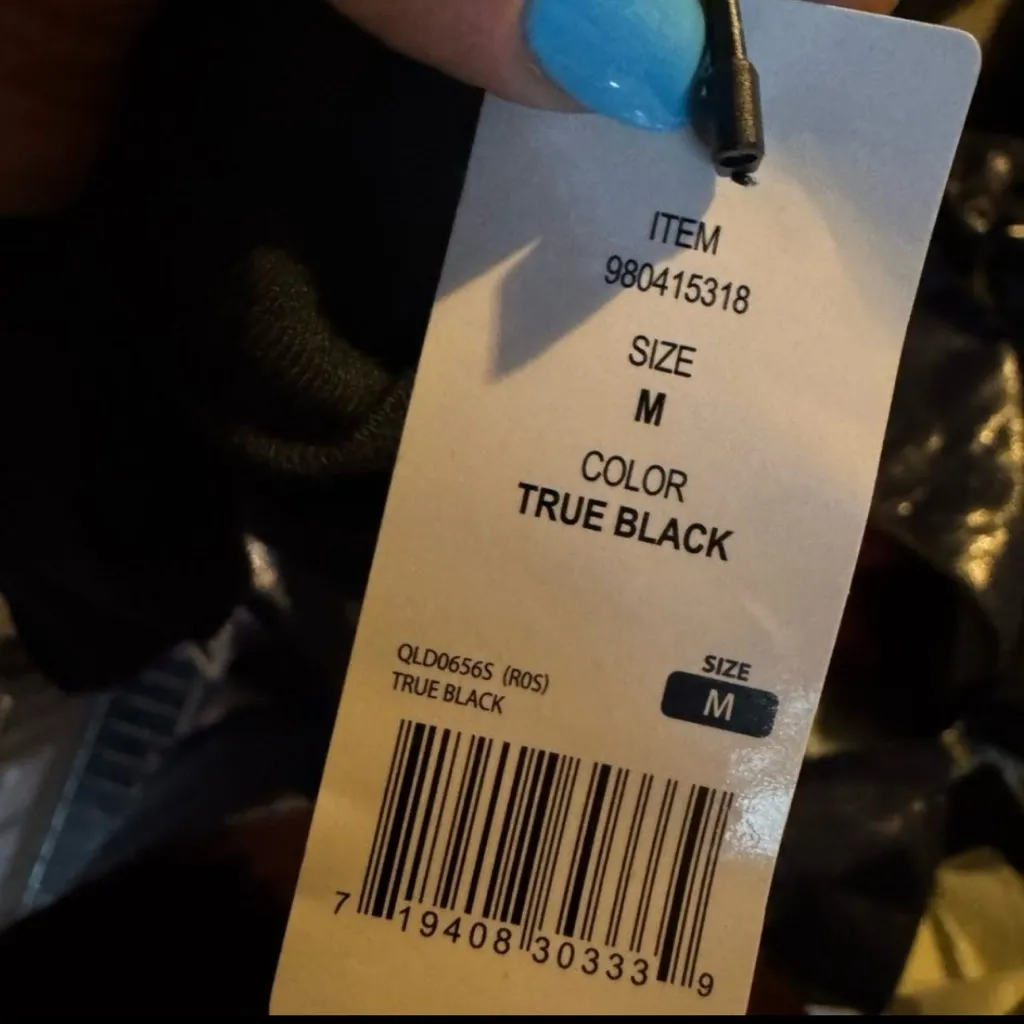 ITEM
980415318
SIZE
M
COLOR
TRUE BLACK
QLD0656S (R0S)
TRUE BLACK
SIZE
M
7 19408 30333 9